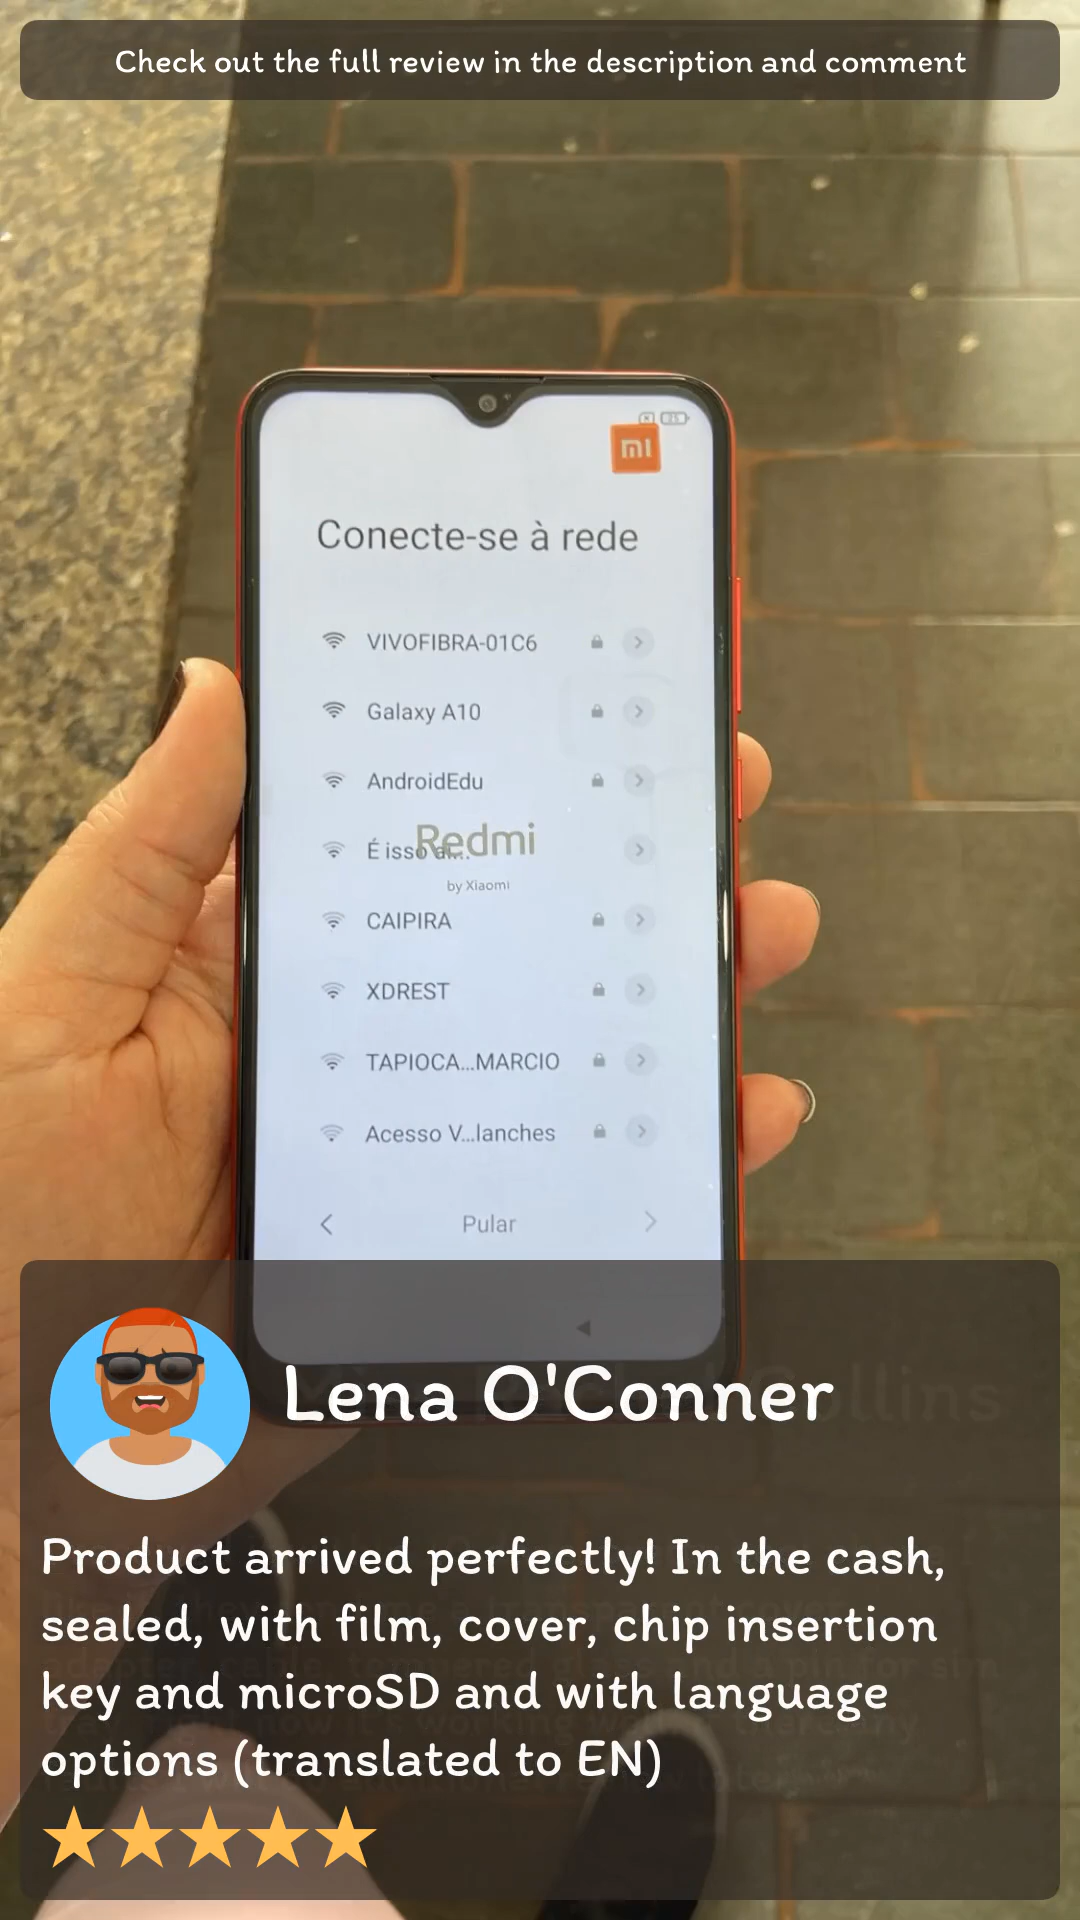 Check out the full review in the description and comment
mi
Conecte-se à rede
VIVOFIBRA-01C6
Galaxy A10
AndroidEdu
É isso a...
Redmi
by Xiaomi
CAIPIRA
XDREST
TAPIOCA...MARCIO
Acesso V...lanches
Pular
Lena O'Conner
Product arrived perfectly! In the cash,
sealed, with film, cover, chip insertion
key and microSD and with language
options (translated to EN)